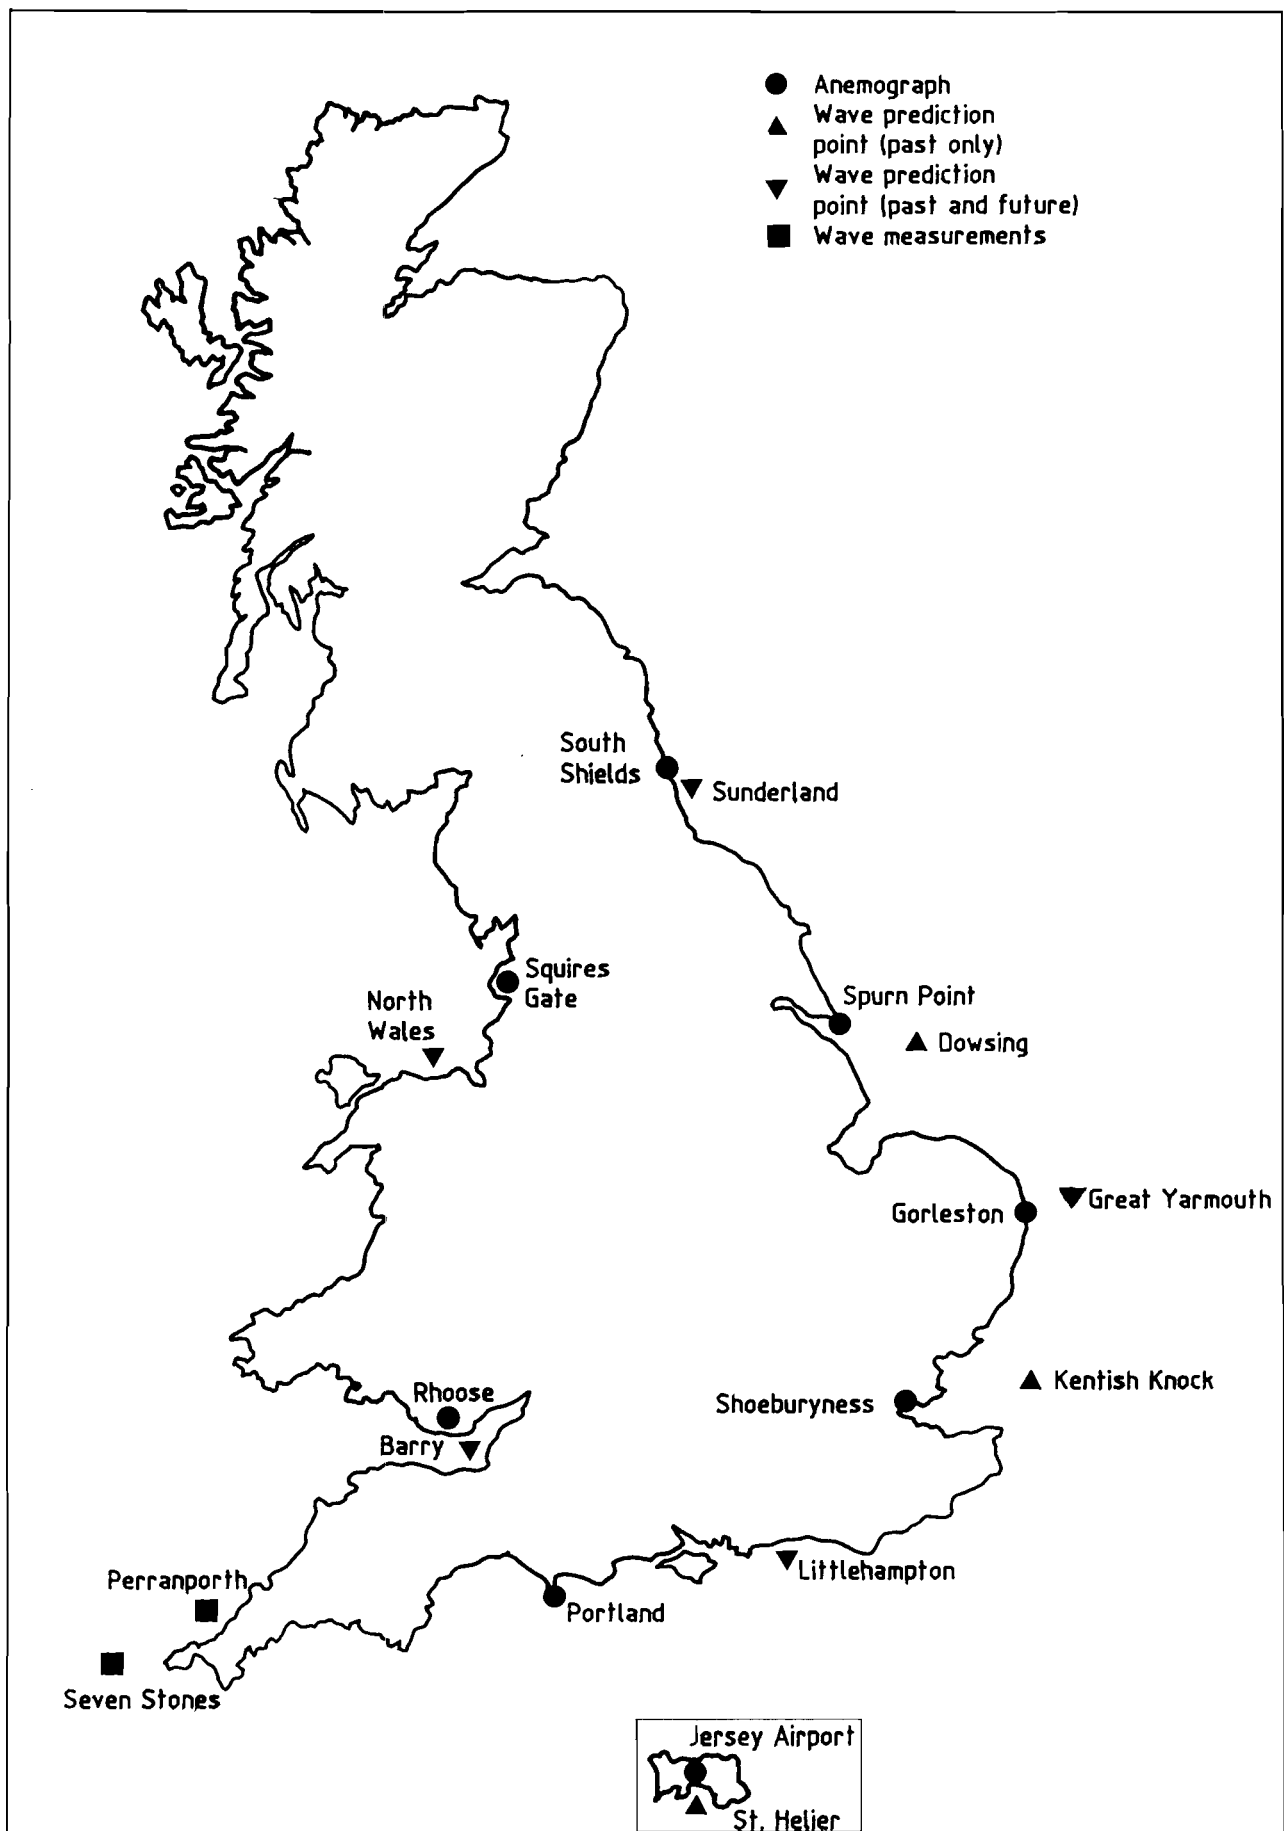 Anemograph
Wave prediction
point (past only)
Wave prediction
point (past and future)
Wave measurements
South
Shields
Sunderland
Squires
Gate
North
Wales
Spurn Point
Dowsing
Great Yarmouth
Gorleston
Kentish Knock
Rhoose
Shoeburyness
Barry
Littlehampton
Perranporth
Portland
Seven Stones
Jersey Airport
St. Helier